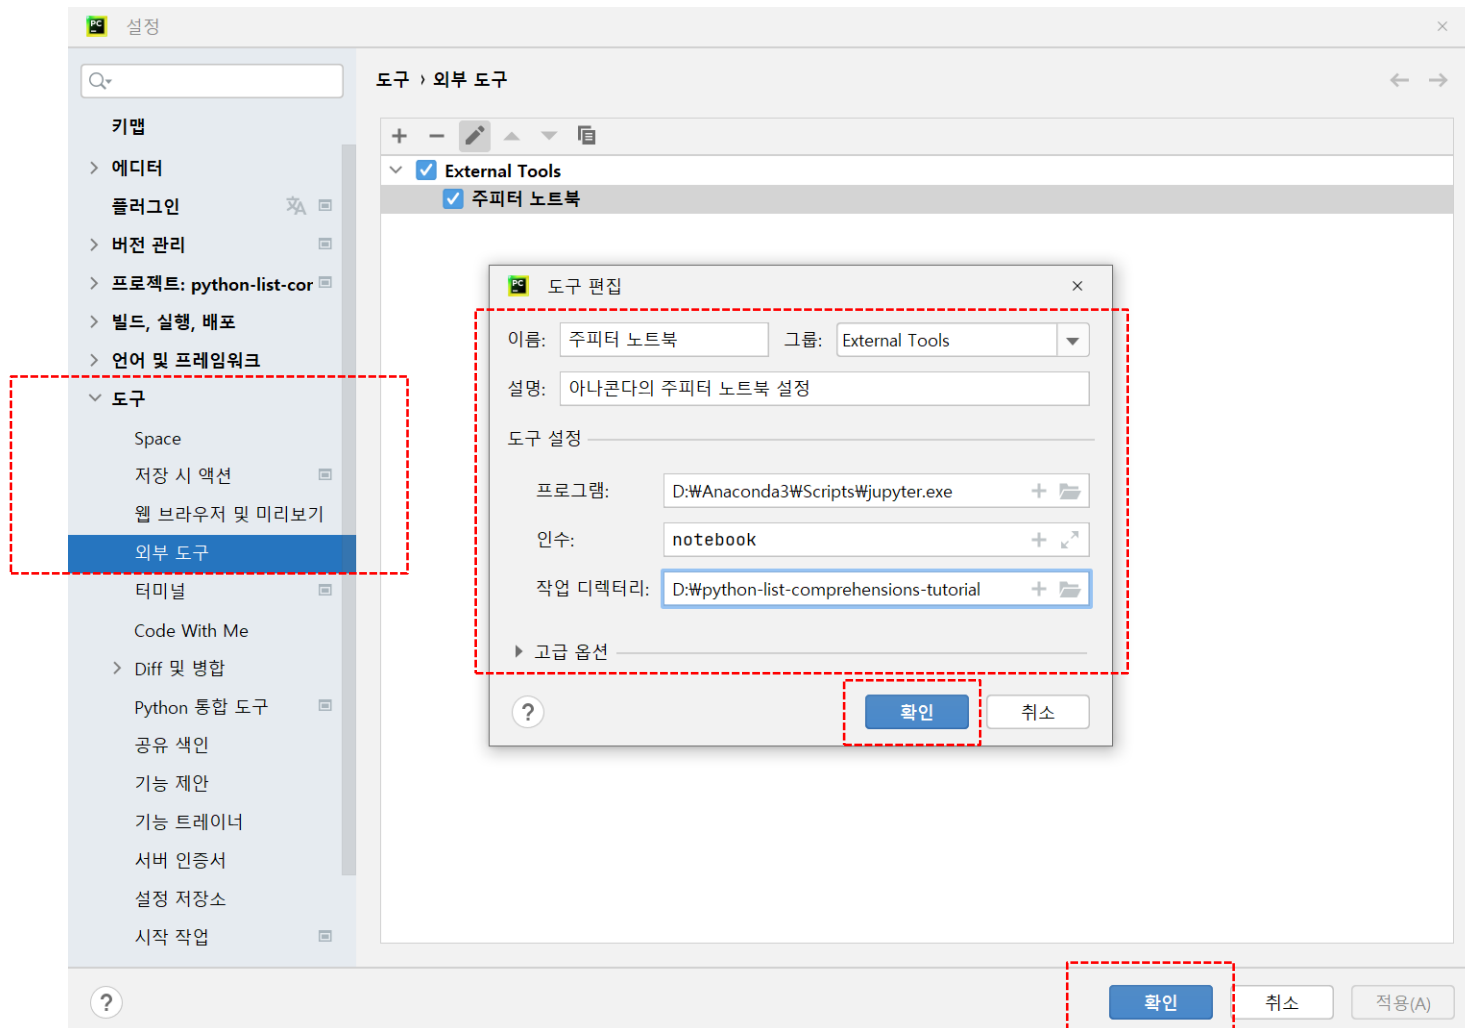 설정
도구 › 외부 도구
키맵
에디터
플러그인
버전 관리
프로젝트: python-list-cor
빌드, 실행, 배포
언어 및 프레임워크
도구
Space
저장 시 액션
웹 브라우저 및 미리보기
외부 도구
터미널
Code With Me
Diff 및 병합
Python 통합 도구
공유 색인
기능 제안
기능 트레이너
서버 인증서
설정 저장소
시작 작업
External Tools
주피터 노트북
도구 편집
이름: 주피터 노트북 그룹: External Tools
설명: 아나콘다의 주피터 노트북 설정
도구 설정
프로그램: D:₩Anaconda3₩Scripts₩jupyter.exe
인수: notebook
작업 디렉터리: D:₩python-list-comprehensions-tutorial
고급 옵션
? 확인 취소
? 확인 취소 적용(A)